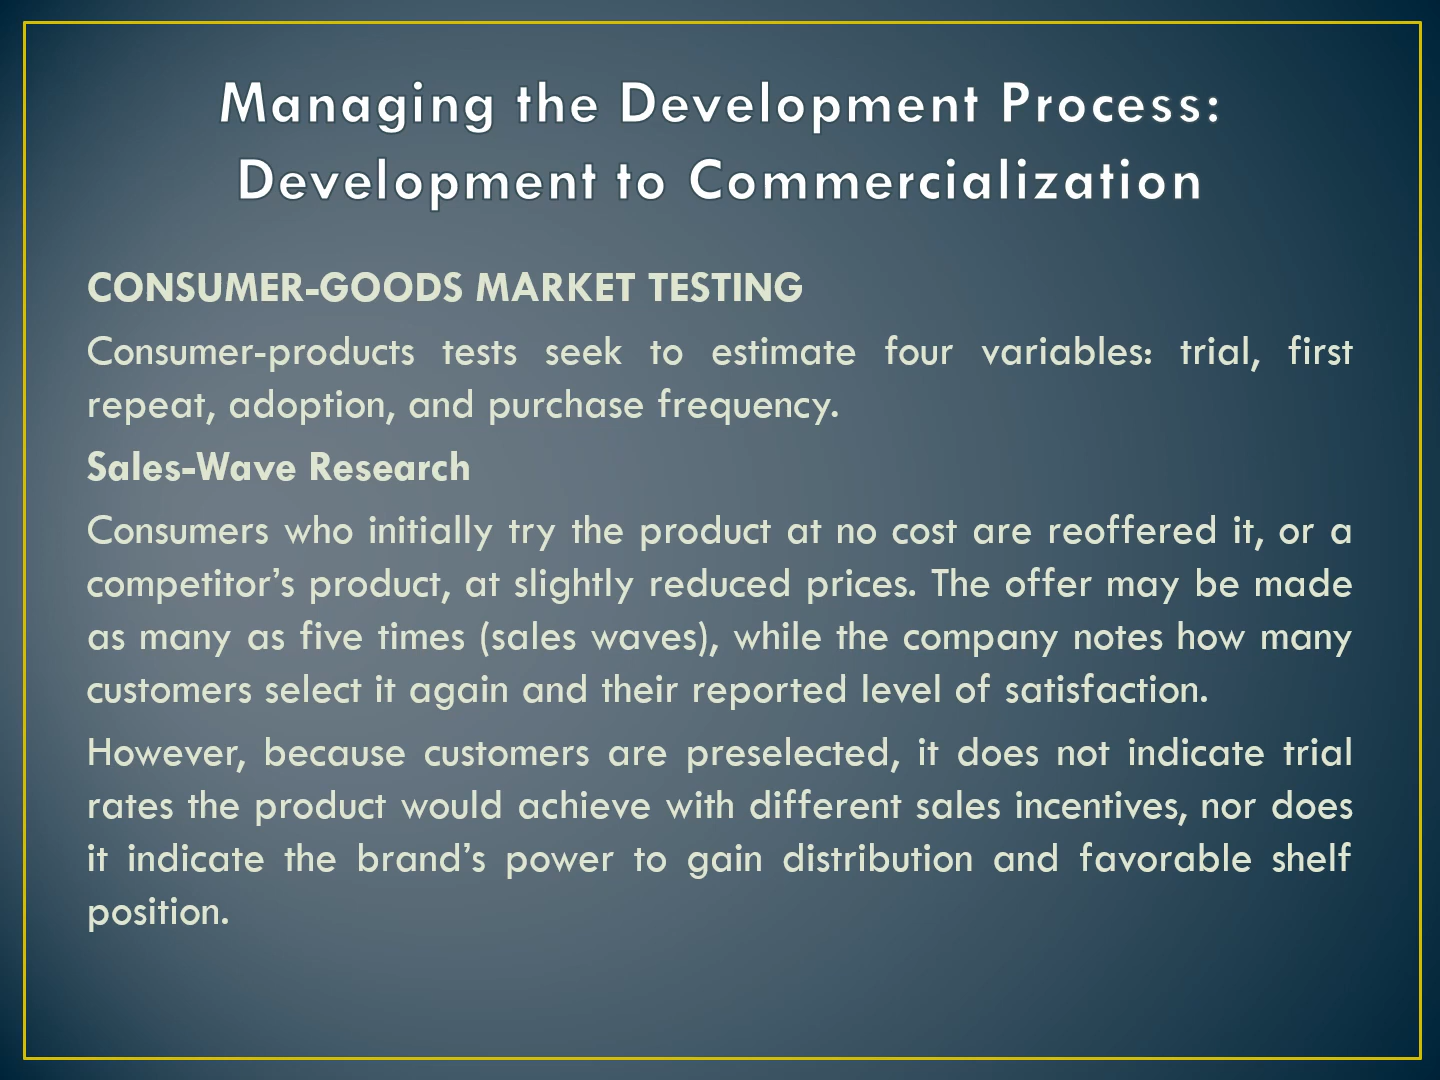 Managing the Development Process:
Development to Commercialization
CONSUMER-GOODS MARKET TESTING
Consumer-products tests seek to estimate four variables: trial, first
repeat, adoption, and purchase frequency.
Sales-Wave Research
Consumers who initially try the product at no cost are reoffered it, or a
competitor’s product, at slightly reduced prices. The offer may be made
as many as five times (sales waves), while the company notes how many
customers select it again and their reported level of satisfaction.
However, because customers are preselected, it does not indicate trial
rates the product would achieve with different sales incentives, nor does
it indicate the brand’s power to gain distribution and favorable shelf
position.